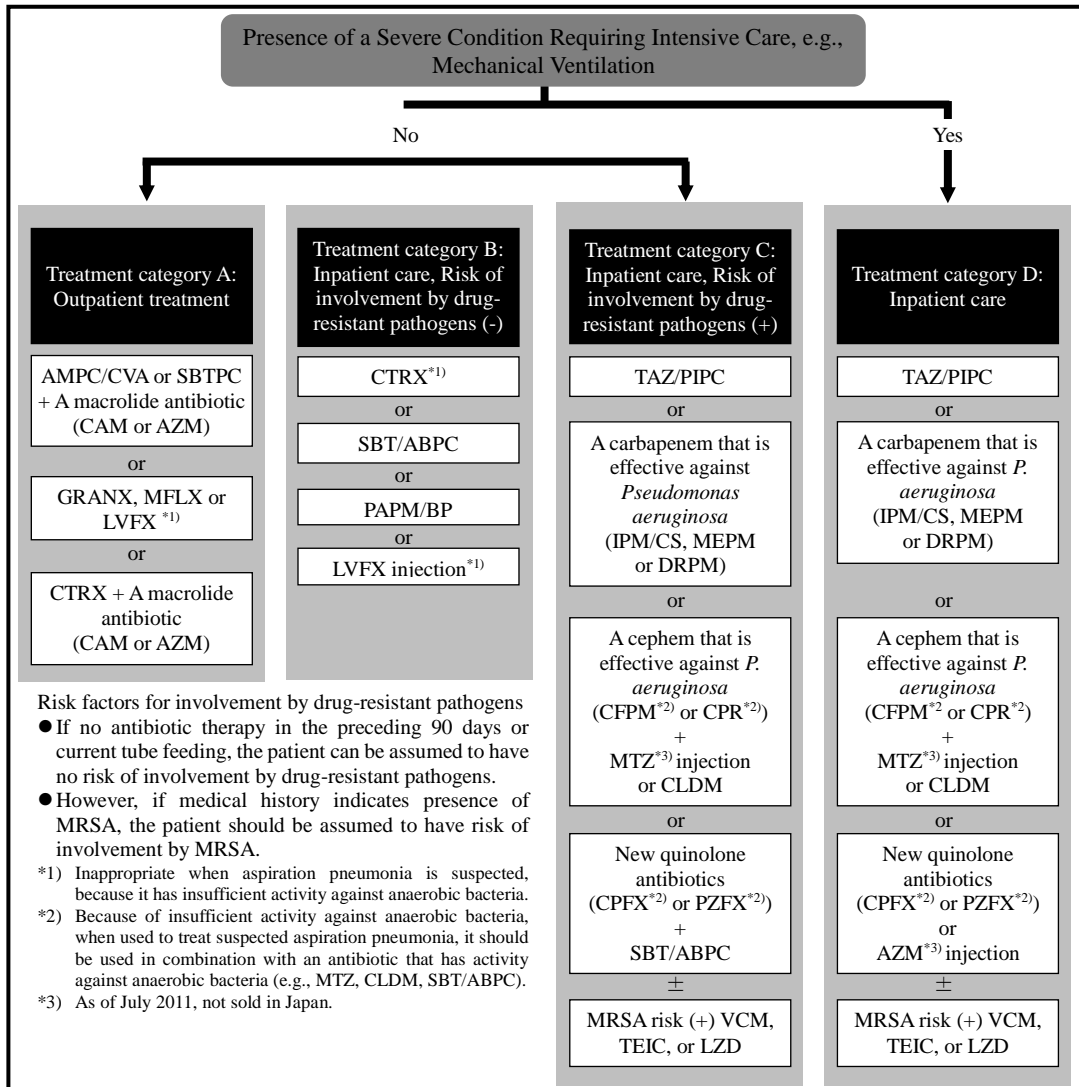 Presence of a Severe Condition Requiring Intensive Care, e.g.,
Mechanical Ventilation
No
Yes
Treatment category A:
Outpatient treatment
AMPC/CVA or SBTPC
+ A macrolide antibiotic
(CAM or AZM)
or
GRANX, MFLX or
LVFX *1)
or
CTRX + A macrolide
antibiotic
(CAM or AZM)
Treatment category B:
Inpatient care, Risk of
involvement by drug-
resistant pathogens (-)
CTRX*1)
or
SBT/ABPC
or
PAPM/BP
or
LVFX injection*1)
Treatment category C:
Inpatient care, Risk of
involvement by drug-
resistant pathogens (+)
TAZ/PIPC
or
A carbapenem that is
effective against
Pseudomonas
aeruginosa
(IPM/CS, MEPM
or DRPM)
or
A cephem that is
effective against P.
aeruginosa
(CFPM*2) or CPR*2))
+
MTZ*3) injection
or CLDM
or
New quinolone
antibiotics
(CPFX*2) or PZFX*2))
+
SBT/ABPC
±
MRSA risk (+) VCM,
TEIC, or LZD
Treatment category D:
Inpatient care
TAZ/PIPC
or
A carbapenem that is
effective against P.
aeruginosa
(IPM/CS, MEPM
or DRPM)
or
A cephem that is
effective against P.
aeruginosa
(CFPM*2 or CPR*2)
+
MTZ*3) injection
or CLDM
or
New quinolone
antibiotics
(CPFX*2) or PZFX*2))
or
AZM*3) injection
±
MRSA risk (+) VCM,
TEIC, or LZD
Risk factors for involvement by drug-resistant pathogens
● If no antibiotic therapy in the preceding 90 days or
current tube feeding, the patient can be assumed to have
no risk of involvement by drug-resistant pathogens.
● However, if medical history indicates presence of
MRSA, the patient should be assumed to have risk of
involvement by MRSA.
*1) Inappropriate when aspiration pneumonia is suspected,
because it has insufficient activity against anaerobic bacteria.
*2) Because of insufficient activity against anaerobic bacteria,
when used to treat suspected aspiration pneumonia, it should
be used in combination with an antibiotic that has activity
against anaerobic bacteria (e.g., MTZ, CLDM, SBT/ABPC).
*3) As of July 2011, not sold in Japan.